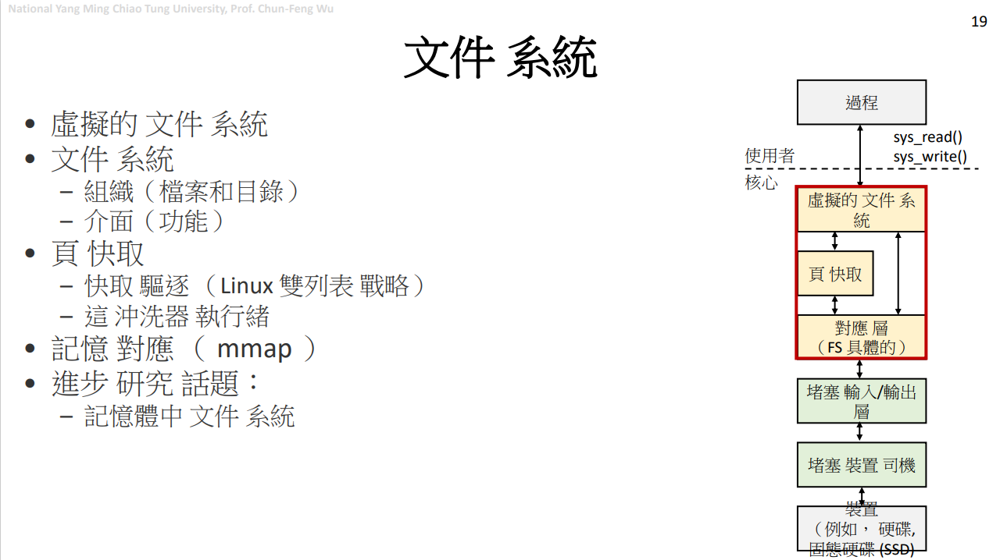 National Yang Ming Chiao Tung University, Prof. Chun-Feng Wu
19
文件 系統
• 虛擬的 文件 系統
• 文件 系統
– 組織（檔案和目錄）
– 介面（功能）
• 頁 快取
– 快取 驅逐 （Linux 雙列表 戰略）
– 這 沖洗器 執行緒
• 記憶 對應 （ mmap ）
• 進步 研究 話題：
– 記憶體中 文件 系統
過程
sys_read()
sys_write()
使用者
核心
虛擬的 文件 系
統
頁 快取
對應 層
（FS 具體的）
堵塞 輸入/輸出
層
堵塞 裝置 司機
裝置
（例如， 硬碟,
固態硬碟 (SSD)